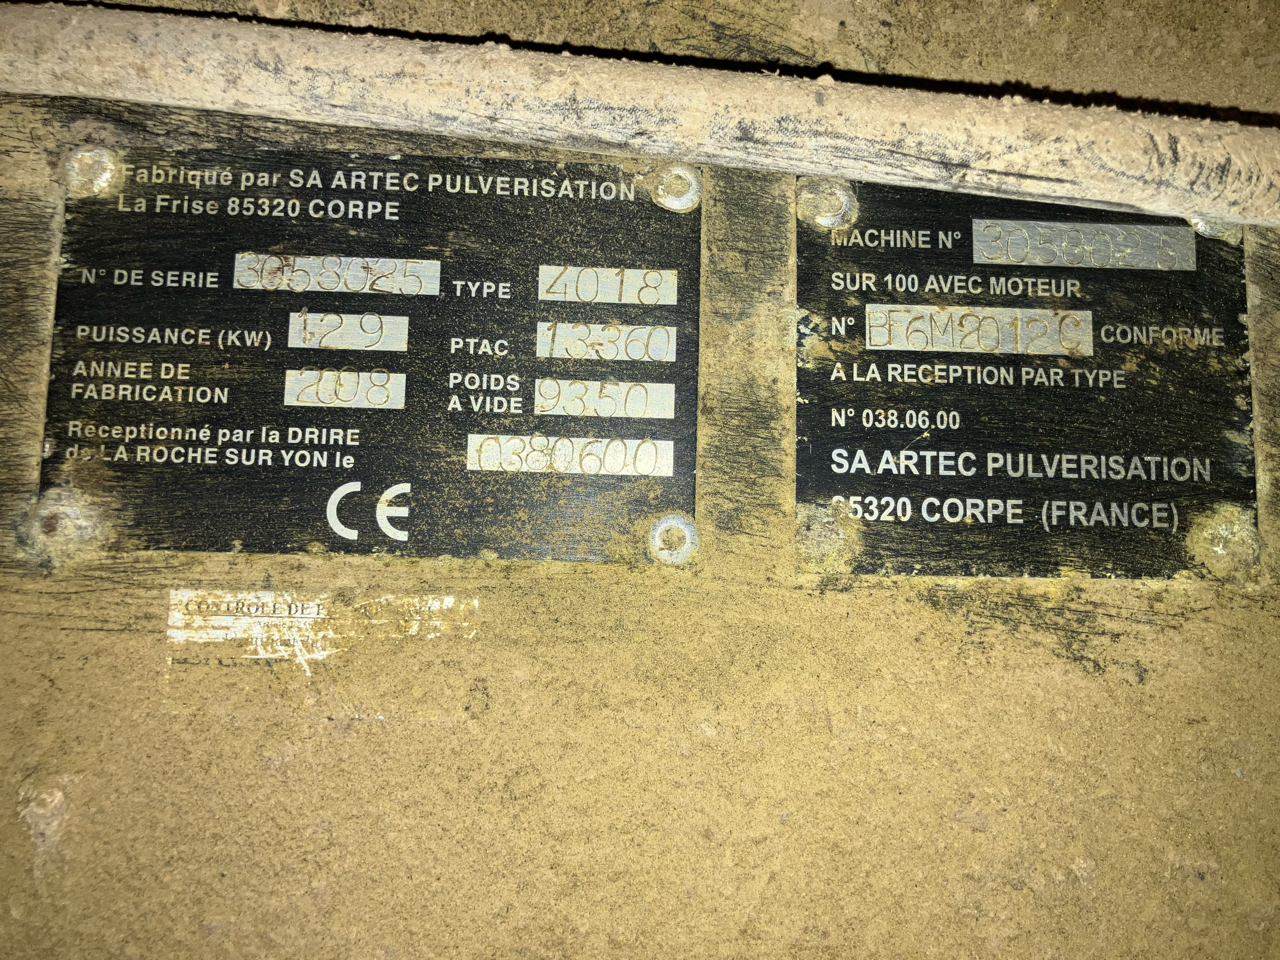 Fabriqué par SA ARTEC PULVERISATION
La Frise 85320 CORPE
N° DE SERIE 3058025 TYPE 4018
PUISSANCE (KW) 129 PTAC 13360
ANNEE DE FABRICATION 2008 POIDS A VIDE 9350
Réceptionné par la DRIRE
de LA ROCHE SUR YON le 0380600
CE
MACHINE N° 3058025
SUR 100 AVEC MOTEUR
N° BF6M2012C CONFORME
A LA RECEPTION PAR TYPE
N° 038.06.00
SA ARTEC PULVERISATION
85320 CORPE (FRANCE)
CONTROLE DE